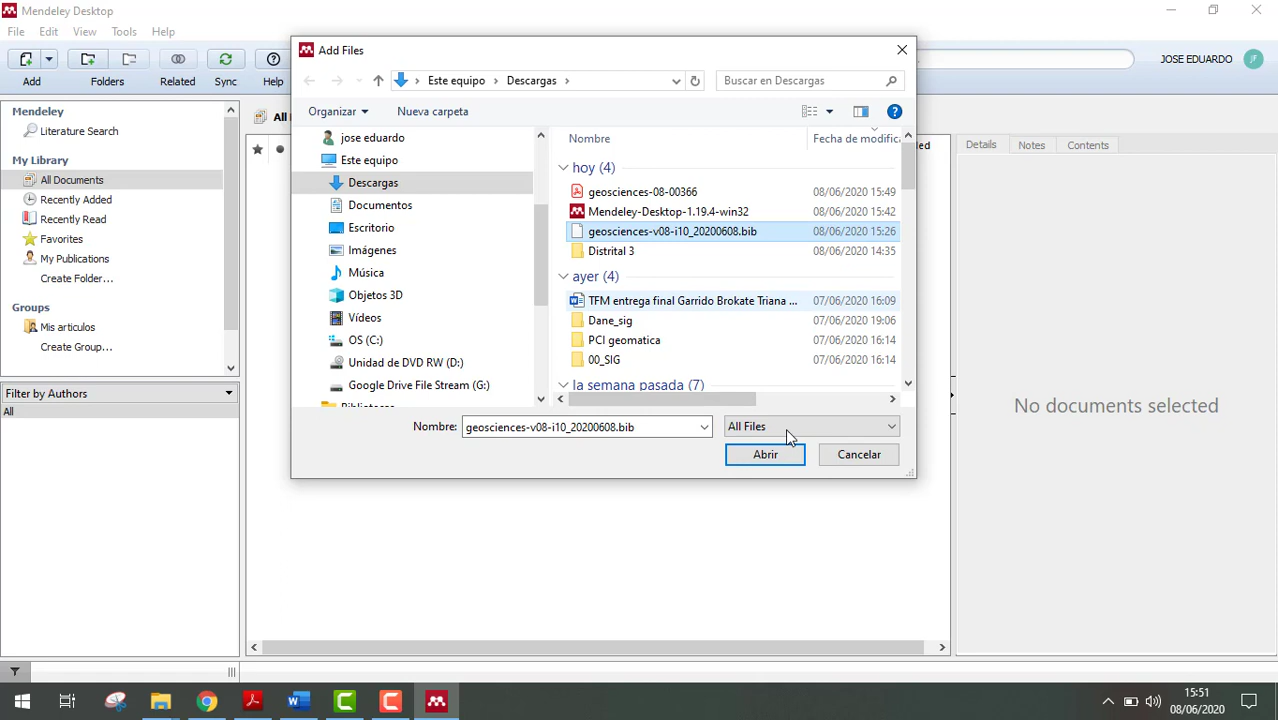 Mendeley Desktop
File Edit View Tools Help
Add Folders Related Sync Help
JOSE EDUARDO JF
Mendeley
Literature Search
My Library
All Documents
Recently Added
Recently Read
Favorites
My Publications
Create Folder...
Groups
Mis articulos
Create Group...
Filter by Authors
All
Add Files
Este equipo Descargas
Buscar en Descargas
Organizar Nueva carpeta
jose eduardo
Este equipo
Descargas
Documentos
Escritorio
Imágenes
Música
Objetos 3D
Vídeos
OS (C:)
Unidad de DVD RW (D:)
Google Drive File Stream (G:)
Nombre Fecha de modific
hoy (4)
geosciences-08-00366 08/06/2020 15:49
Mendeley-Desktop-1.19.4-win32 08/06/2020 15:42
geosciences-v08-i10_20200608.bib 08/06/2020 15:26
Distrital 3 08/06/2020 14:35
ayer (4)
TFM entrega final Garrido Brokate Triana ... 07/06/2020 16:09
Dane_sig 07/06/2020 19:06
PCI geomatica 07/06/2020 16:14
00_SIG 07/06/2020 16:14
la semana pasada (7)
Nombre: geosciences-v08-i10_20200608.bib All Files
Abrir Cancelar
Details Notes Contents
No documents selected
15:51
08/06/2020